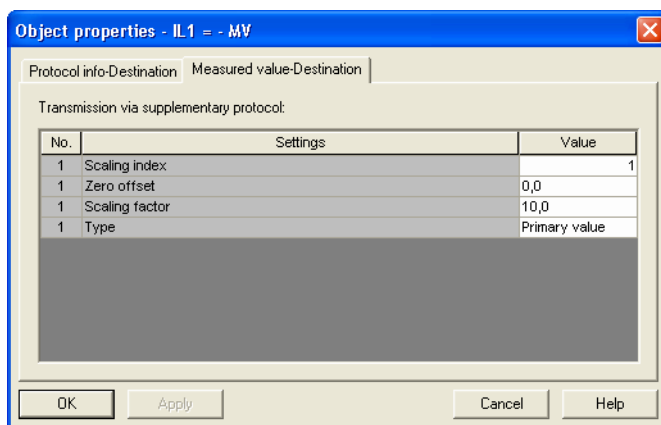 Object properties - IL1 = - MV
Protocol info-Destination Measured value-Destination
Transmission via supplementary protocol:
No. Settings Value
1 Scaling index 1
1 Zero offset 0,0
1 Scaling factor 10,0
1 Type Primary value
OK Apply Cancel Help